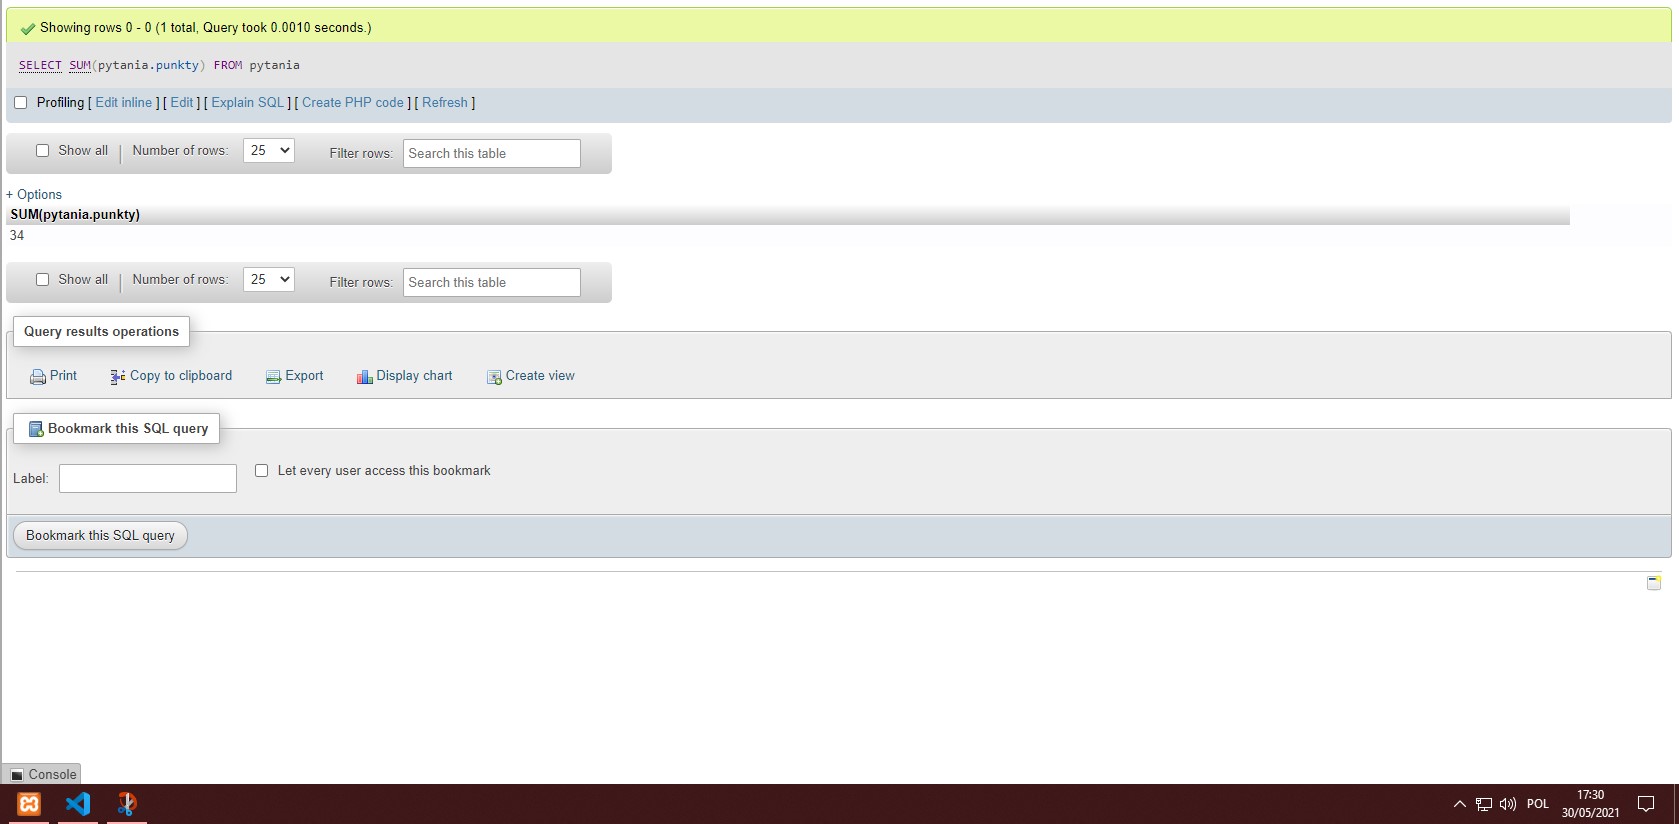 Showing rows 0 - 0 (1 total, Query took 0.0010 seconds.)
SELECT SUM(pytania.punkty) FROM pytania
Profiling [ Edit inline ] [ Edit ] [ Explain SQL ] [ Create PHP code ] [ Refresh ]
Show all Number of rows: 25 Filter rows: Search this table
+ Options
SUM(pytania.punkty)
34
Show all Number of rows: 25 Filter rows: Search this table
Query results operations
Print Copy to clipboard Export Display chart Create view
Bookmark this SQL query
Label: Let every user access this bookmark
Bookmark this SQL query
Console
POL 17:30
30/05/2021